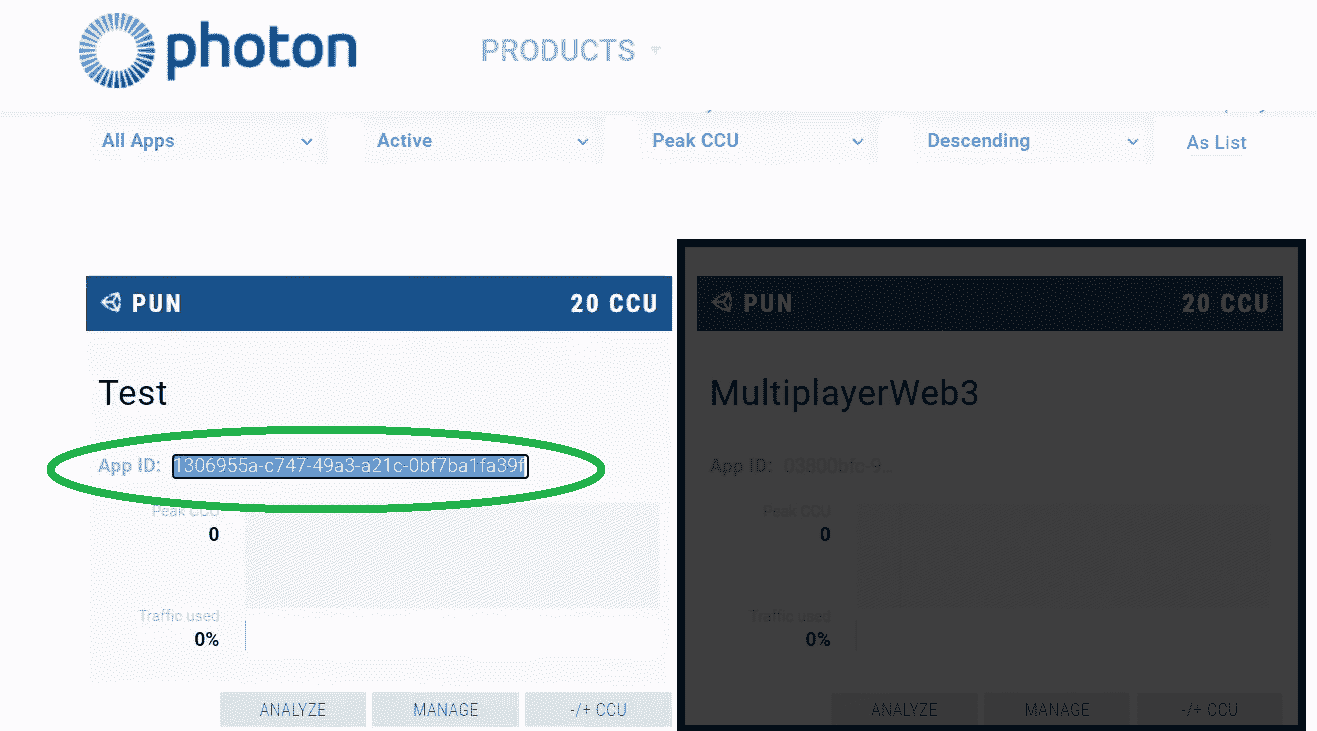 photon
PRODUCTS
All Apps
Active
Peak CCU
Descending
As List
PUN
20 CCU
Test
App ID: 1306955a-c747-49a3-a21c-0bf7ba1fa39f
Peak CCU
0
Traffic used
0%
ANALYZE
MANAGE
-/+ CCU
PUN
20 CCU
MultiplayerWeb3
App ID: 03800bfc-9...
Peak CCU
0
Traffic used
0%
ANALYZE
MANAGE
-/+ CCU